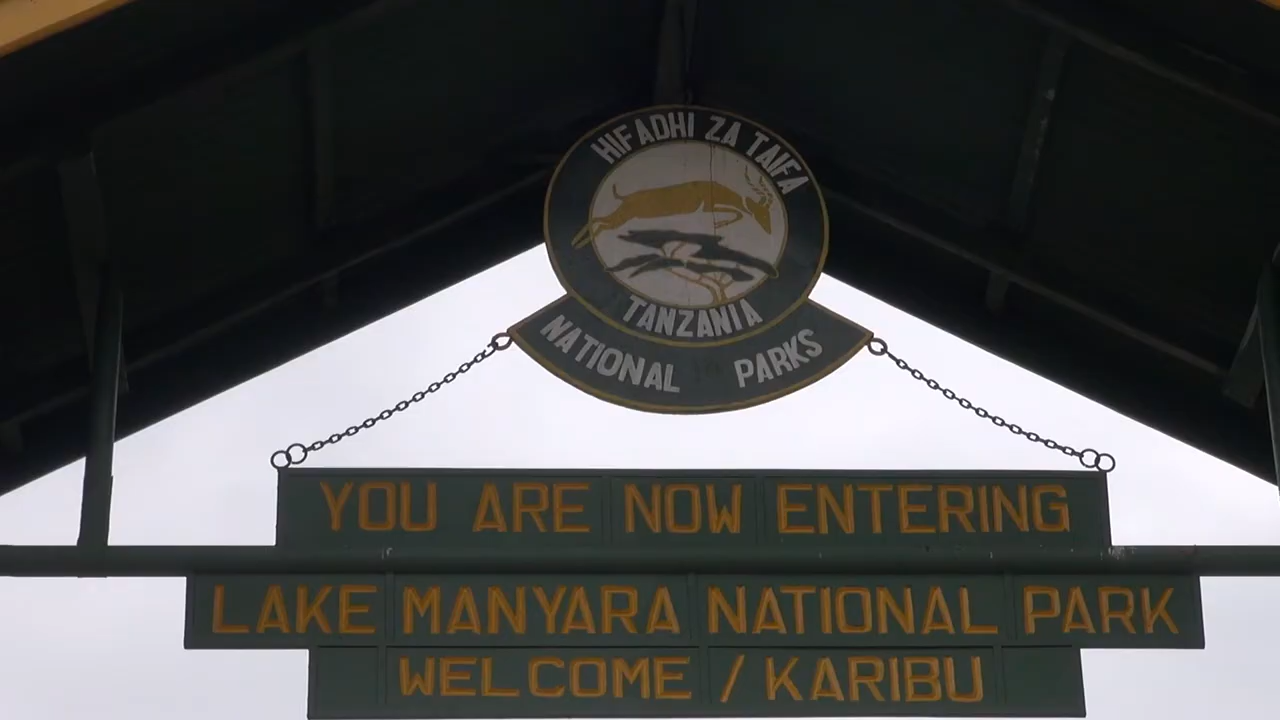 HIFADHI ZA TAIFA
TANZANIA
NATIONAL PARKS
YOU ARE NOW ENTERING
LAKE MANYARA NATIONAL PARK
WELCOME / KARIBU